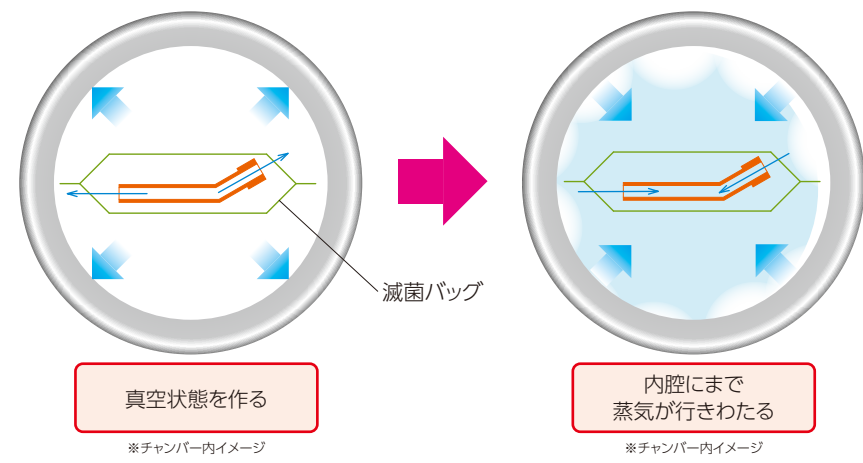 滅菌バッグ
真空状態を作る
※チャンバー内イメージ
内腔にまで
蒸気が行きわたる
※チャンバー内イメージ